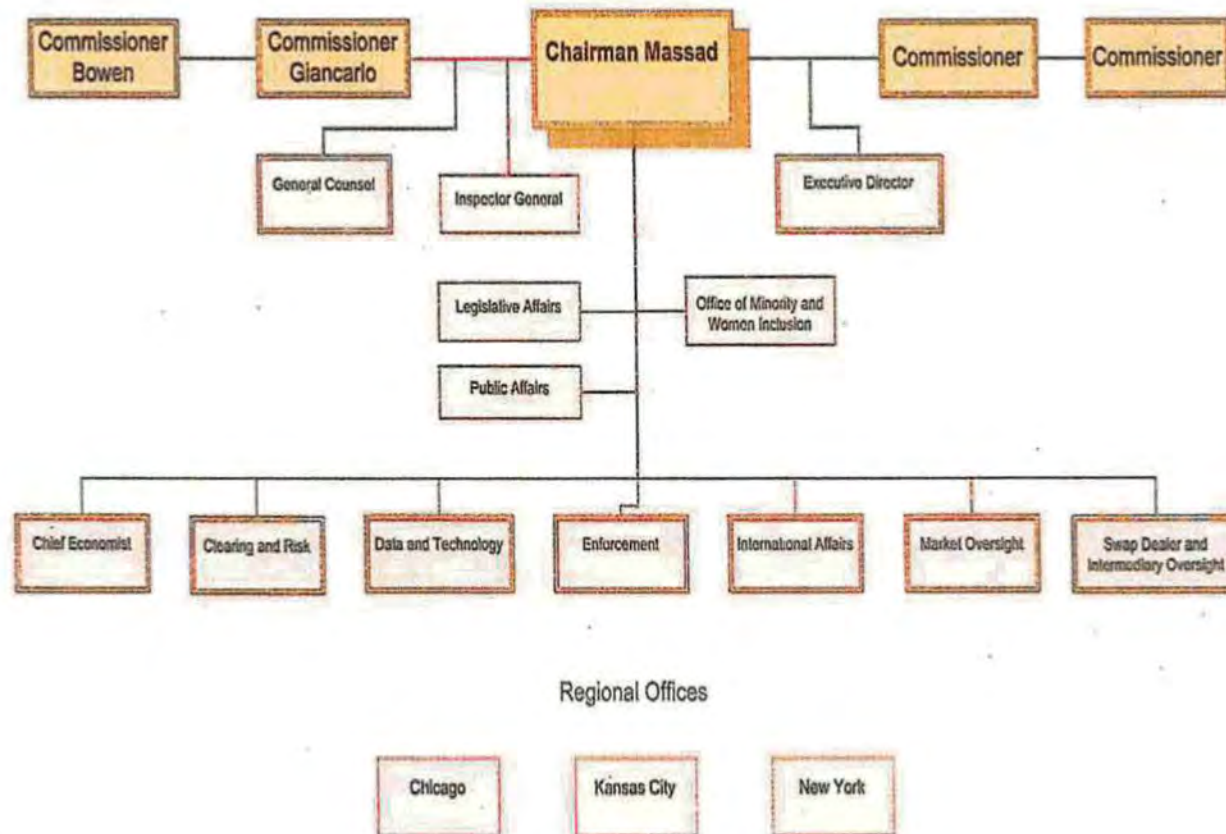 Commissioner
Bowen
Commissioner
Giancarlo
Chairman Massad
Commissioner
Commissioner
General Counsel
Inspector General
Executive Director
Legislative Affairs
Office of Minority and
Women Inclusion
Public Affairs
Chief Economist
Clearing and Risk
Data and Technology
Enforcement
International Affairs
Market Oversight
Swap Dealer and
Intermediary Oversight
Regional Offices
Chicago
Kansas City
New York